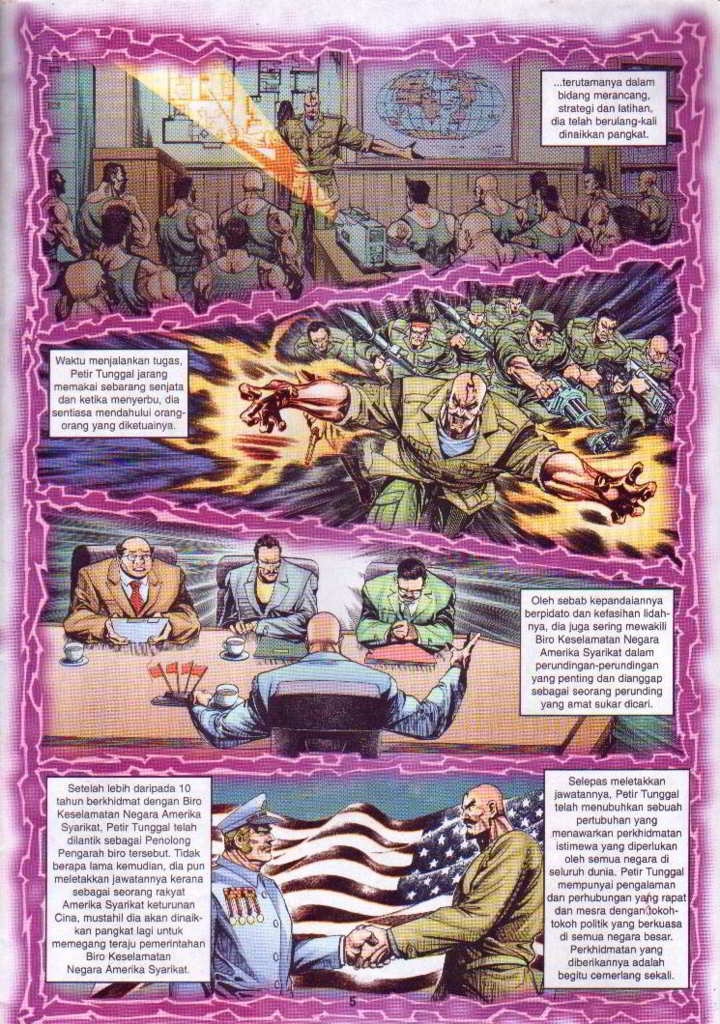 ...terutamanya dalam
bidang merancang,
strategi dan latihan,
dia telah berulang-kali
dinaikkan pangkat.
Waktu menjalankan tugas,
Petir Tunggal jarang
memakai sebarang senjata
dan ketika menyerbu, dia
sentiasa mendahului orang-
orang yang diketuainya.
Oleh sebab kepandaiannya
berpidato dan kefasihan lidah-
nya, dia juga sering mewakili
Biro Keselamatan Negara
Amerika Syarikat dalam
perundingan-perundingan
yang penting dan dianggap
sebagai seorang perunding
yang amat sukar dicari.
Setelah lebih daripada 10
tahun berkhidmat dengan Biro
Keselamatan Negara Amerika
Syarikat, Petir Tunggal telah
dilantik sebagai Penolong
Pengarah biro tersebut. Tidak
berapa lama kemudian, dia pun
meletakkan jawatannya kerana
sebagai seorang rakyat
Amerika Syarikat keturunan
Cina, mustahil dia akan dinaik-
kan pangkat lagi untuk
memegang teraju pemerintahan
Biro Keselamatan
Negara Amerika Syarikat.
Selepas meletakkan
jawatannya, Petir Tunggal
telah menubuhkan sebuah
pertubuhan yang
menawarkan perkhidmatan
istimewa yang diperlukan
oleh semua negara di
seluruh dunia. Petir Tunggal
mempunyai pengalaman
dan perhubungan yang rapat
dan mesra dengan tokoh-
tokoh politik yang berkuasa
di semua negara besar.
Perkhidmatan yang
diberikannya adalah
begitu cemerlang sekali.
5